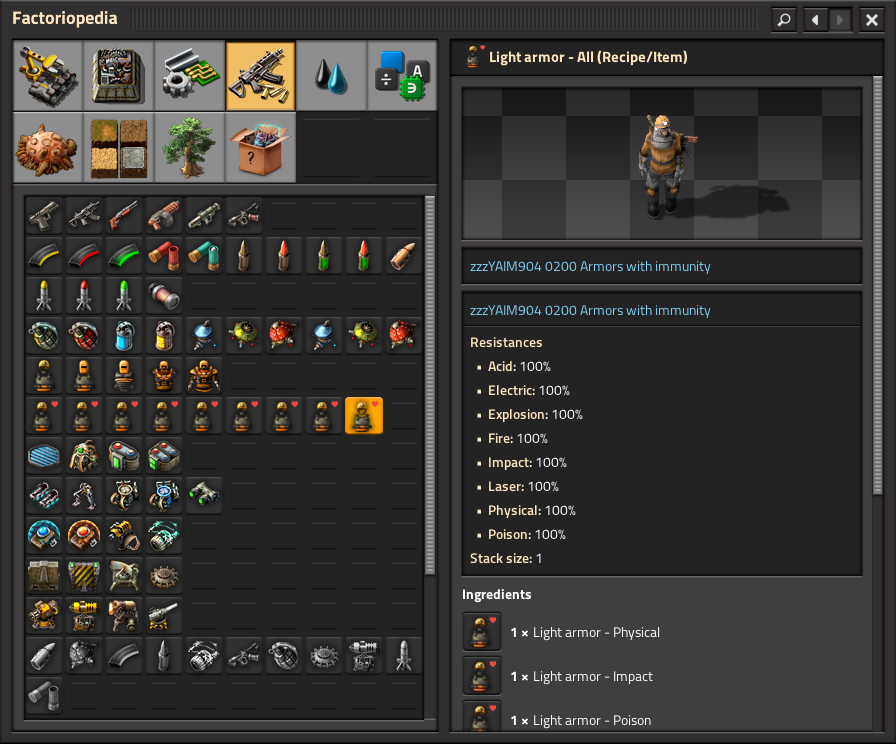 Factoriopedia
Light armor - All (Recipe/Item)
zzzYAIM904 0200 Armors with immunity
zzzYAIM904 0200 Armors with immunity
Resistances
▪ Acid: 100%
▪ Electric: 100%
▪ Explosion: 100%
▪ Fire: 100%
▪ Impact: 100%
▪ Laser: 100%
▪ Physical: 100%
▪ Poison: 100%
Stack size: 1
Ingredients
1 × Light armor - Physical
1 × Light armor - Impact
1 × Light armor - Poison